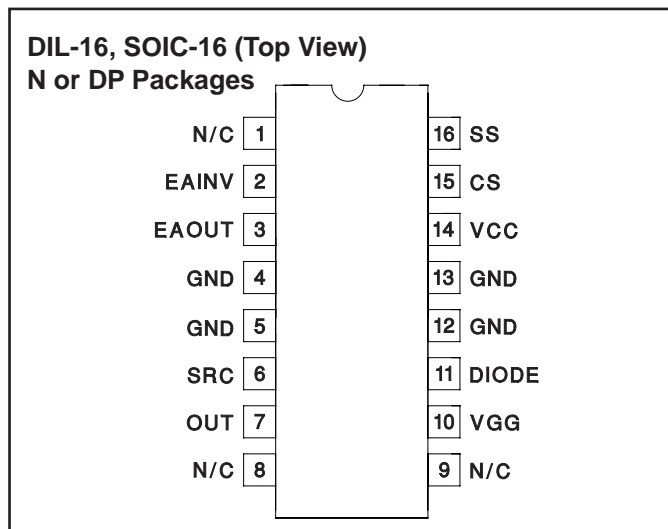 DIL-16, SOIC-16 (Top View)
N or DP Packages
N/C 1 16 SS
EAINV 2 15 CS
EAOUT 3 14 VCC
GND 4 13 GND
GND 5 12 GND
SRC 6 11 DIODE
OUT 7 10 VGG
N/C 8 9 N/C